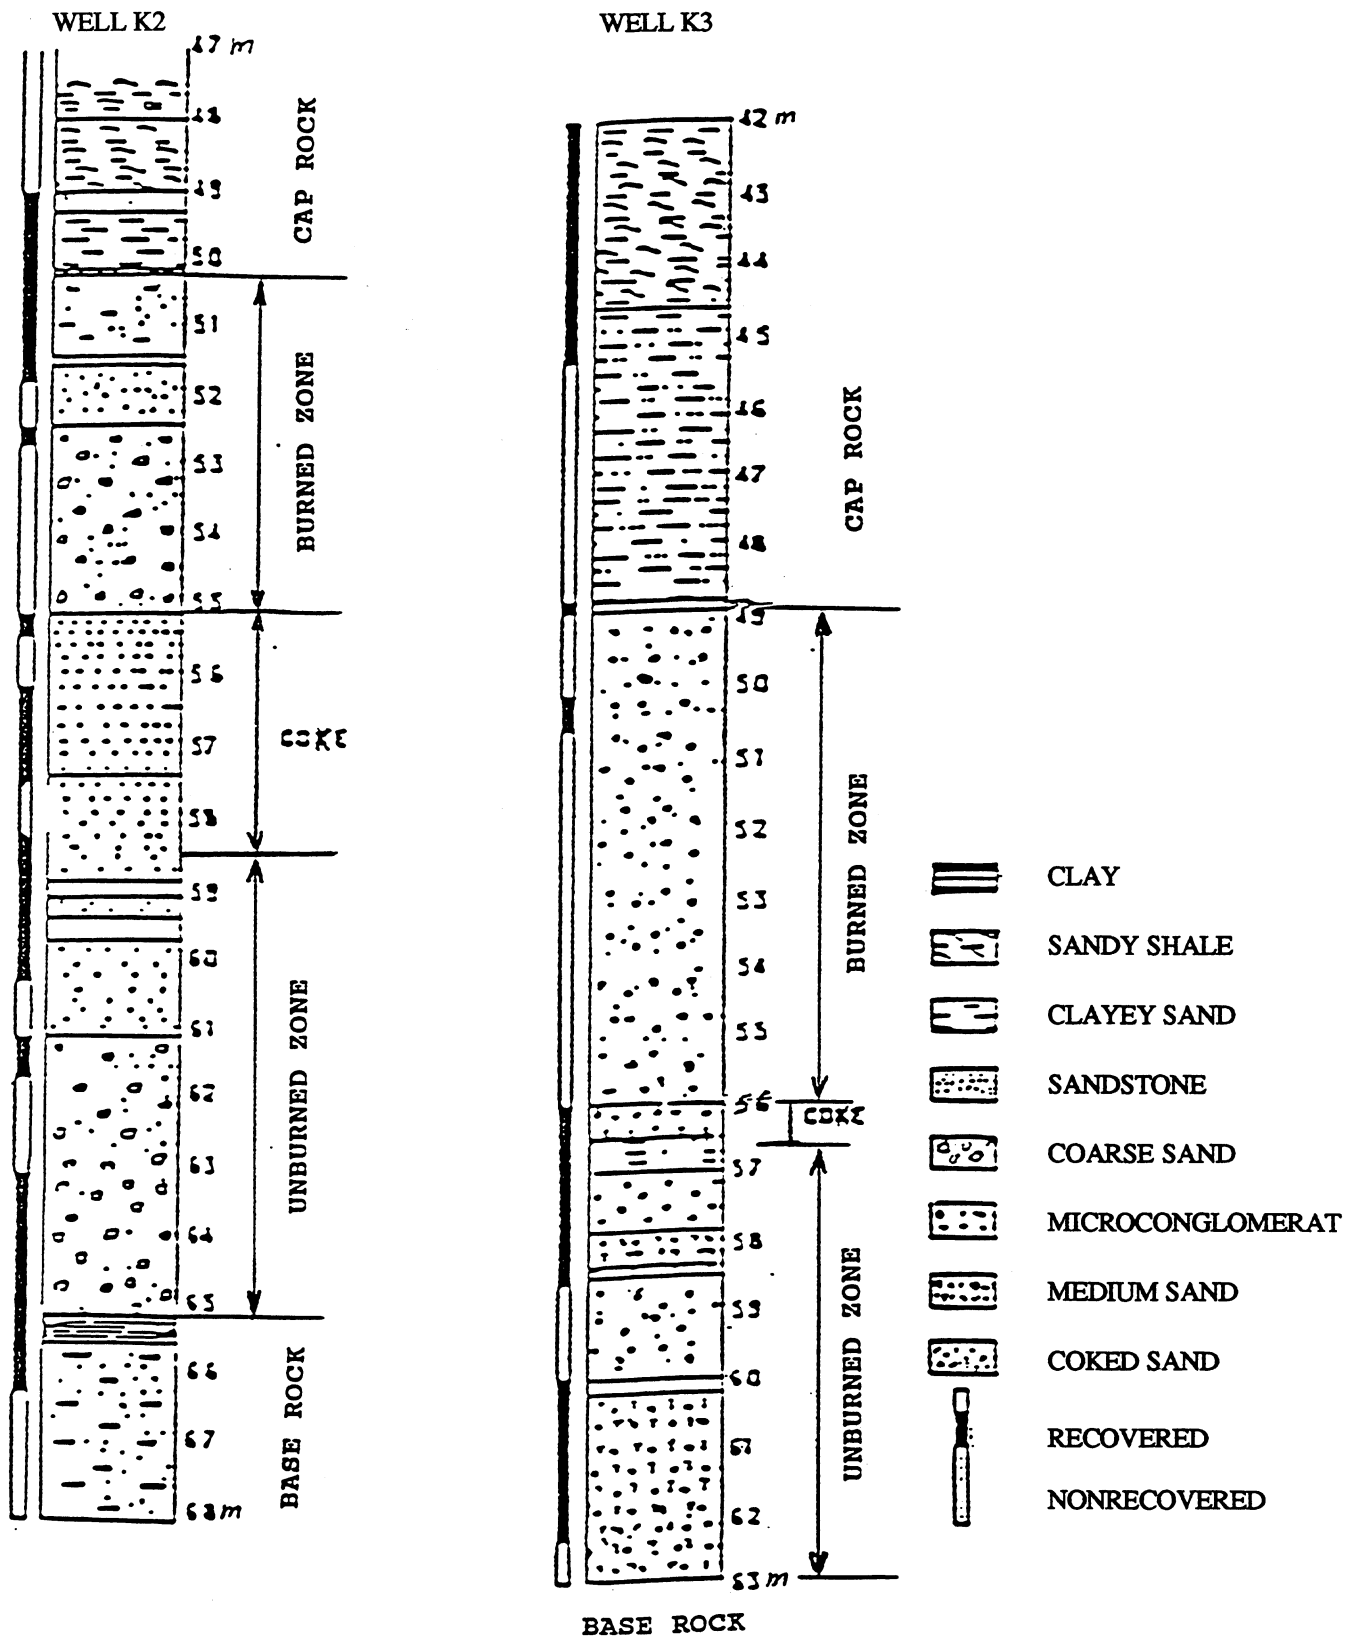 WELL K2
47 m
48
49
50
51
52
53
54
55
56
57
58
59
60
61
62
63
64
65
66
67
68 m
CAP ROCK
BURNED ZONE
COKE
UNBURNED ZONE
BASE ROCK
WELL K3
42 m
43
44
45
46
47
48
49
50
51
52
53
54
55
56
57
58
59
60
61
62
63 m
CAP ROCK
BURNED ZONE
COKE
UNBURNED ZONE
BASE ROCK
CLAY
SANDY SHALE
CLAYEY SAND
SANDSTONE
COARSE SAND
MICROCONGLOMERAT
MEDIUM SAND
COKED SAND
RECOVERED
NONRECOVERED